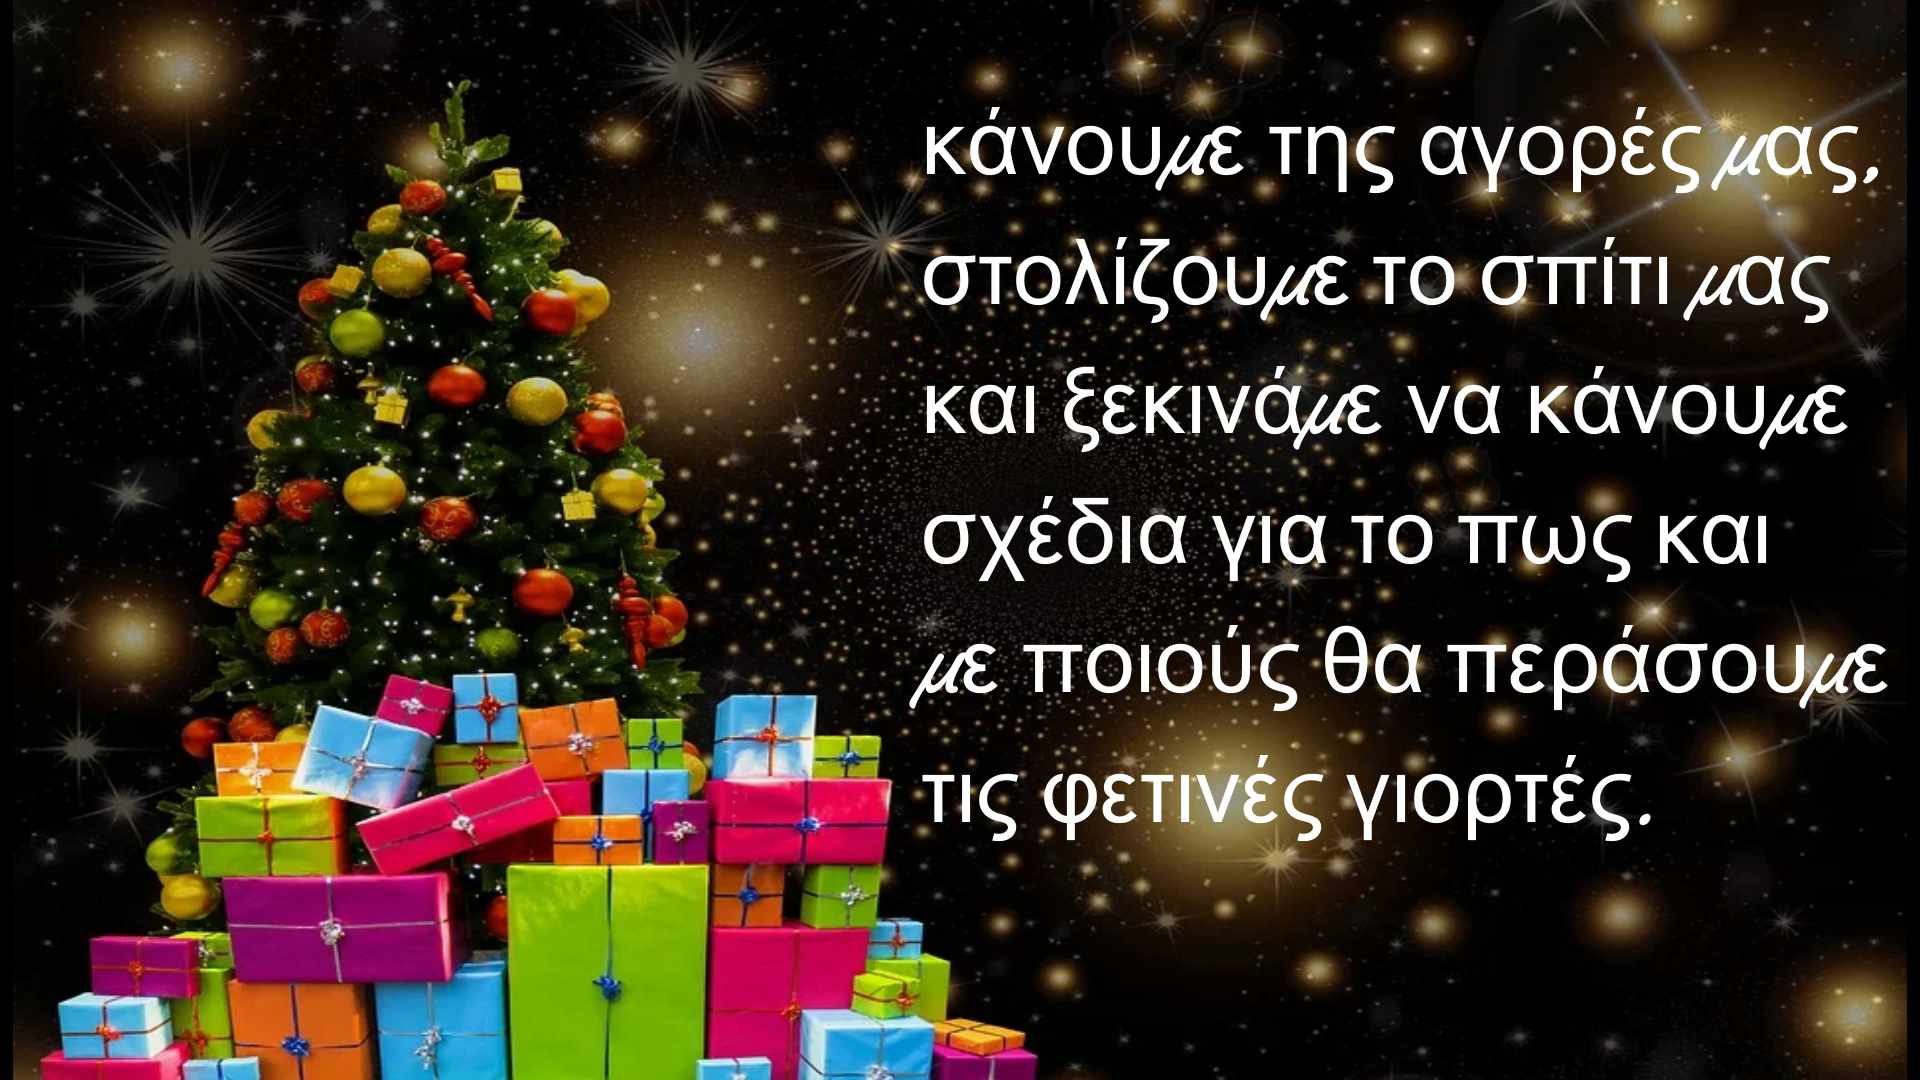 κάνουμε της αγορές μας,
στολίζουμε το σπίτι μας
και ξεκινάμε να κάνουμε
σχέδια για το πως και
με ποιούς θα περάσουμε
τις φετινές γιορτές.